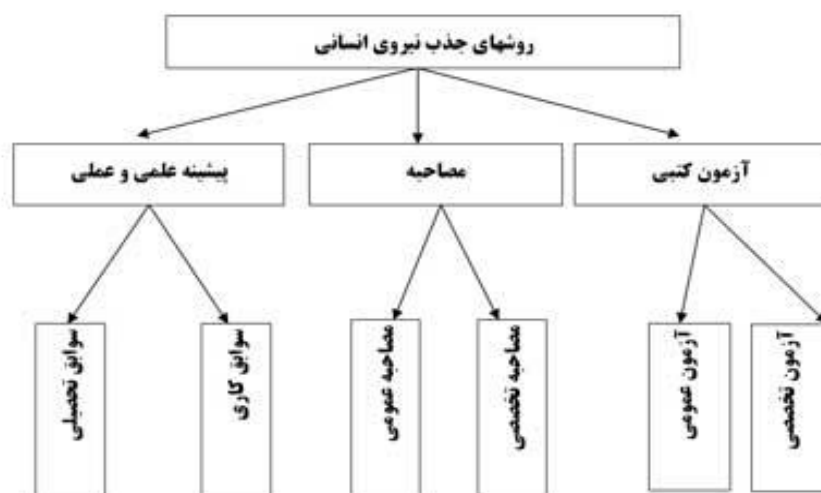 روشهای جذب نیروی انسانی
آزمون کتبی
مصاحبه
پیشینه علمی و عملی
آزمون تخصصی
آزمون عمومی
مصاحبه تخصصی
مصاحبه عمومی
سوابق کاری
سوابق تحصیلی